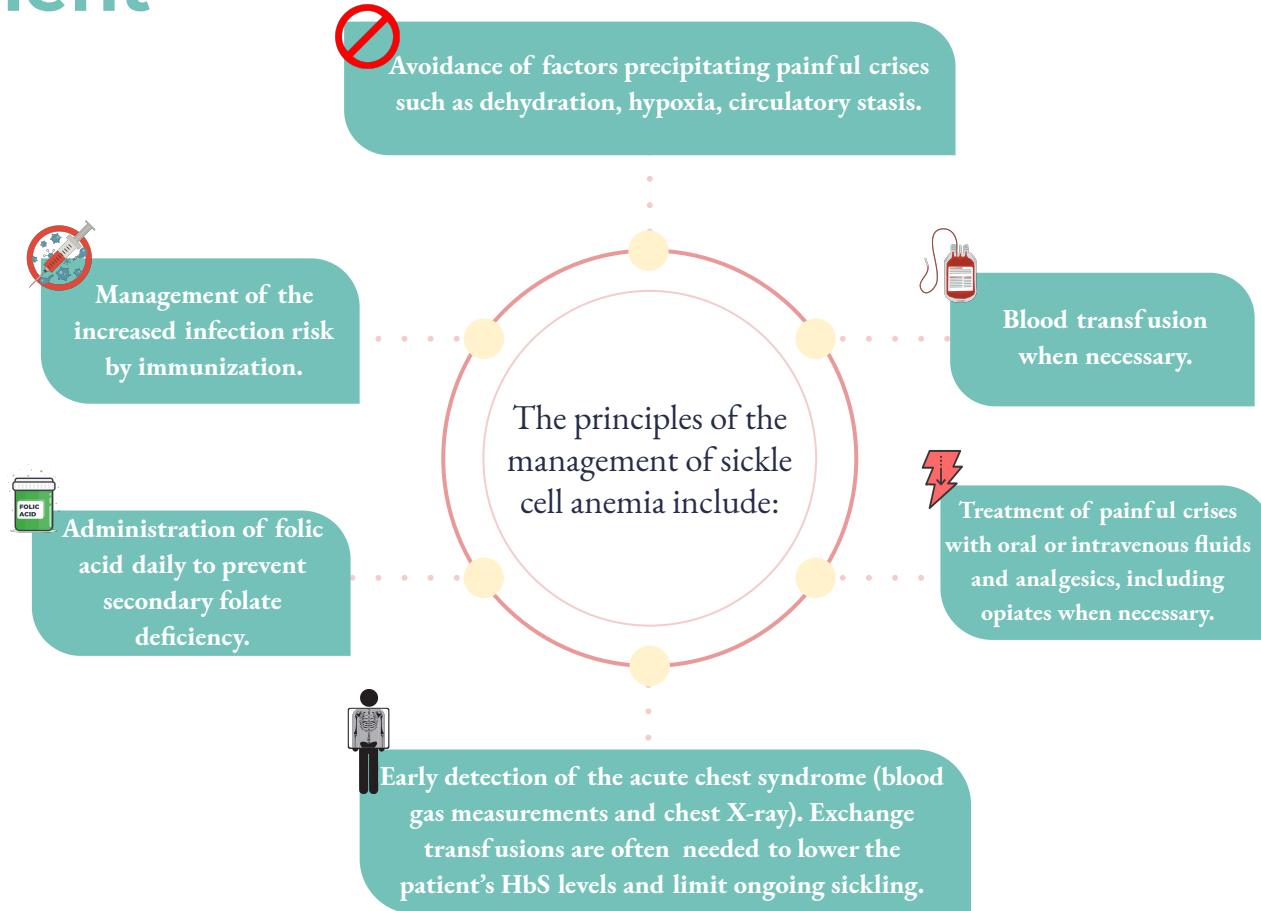 Avoidance of factors precipitating painful crises
such as dehydration, hypoxia, circulatory stasis.
Management of the
increased infection risk
by immunization.
Blood transfusion
when necessary.
The principles of the
management of sickle
cell anemia include:
FOLIC
ACID
Administration of folic
acid daily to prevent
secondary folate
deficiency.
Treatment of painful crises
with oral or intravenous fluids
and analgesics, including
opiates when necessary.
Early detection of the acute chest syndrome (blood
gas measurements and chest X-ray). Exchange
transfusions are often needed to lower the
patient's HbS levels and limit ongoing sickling.